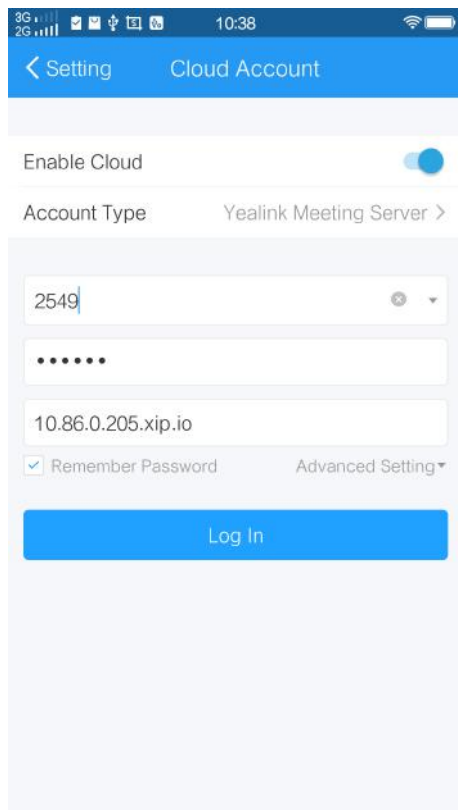 3G
2G 10:38
Setting Cloud Account
Enable Cloud
Account Type Yealink Meeting Server >
2549
••••••
10.86.0.205.xip.io
Remember Password Advanced Setting
Log In